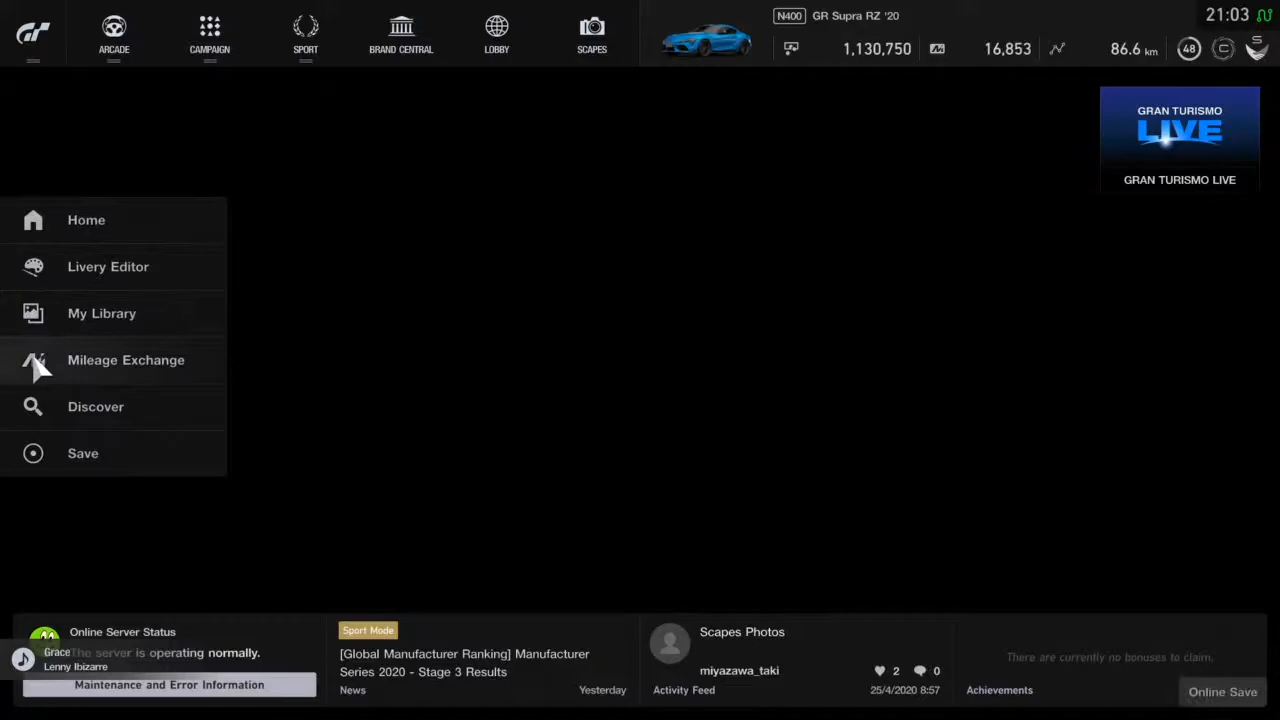 ARCADE
CAMPAIGN
SPORT
BRAND CENTRAL
LOBBY
SCAPES
N400 GR Supra RZ '20
1,130,750
16,853
86.6 km
48
C
S
21:03
GRAN TURISMO
LIVE
GRAN TURISMO LIVE
Home
Livery Editor
My Library
Mileage Exchange
Discover
Save
Online Server Status
The server is operating normally.
Maintenance and Error Information
Grace
Lenny Ibizarre
Sport Mode
[Global Manufacturer Ranking] Manufacturer
Series 2020 - Stage 3 Results
News
Yesterday
Scapes Photos
miyazawa_taki
2
0
Activity Feed
25/4/2020 8:57
There are currently no bonuses to claim.
Achievements
Online Save